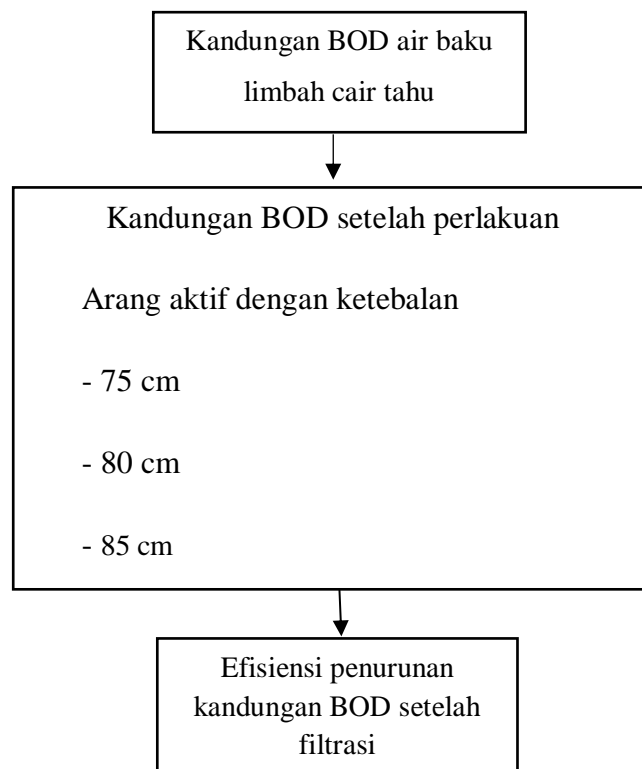 Kandungan BOD air baku
limbah cair tahu
Kandungan BOD setelah perlakuan
Arang aktif dengan ketebalan
- 75 cm
- 80 cm
- 85 cm
Efisiensi penurunan
kandungan BOD setelah
filtrasi